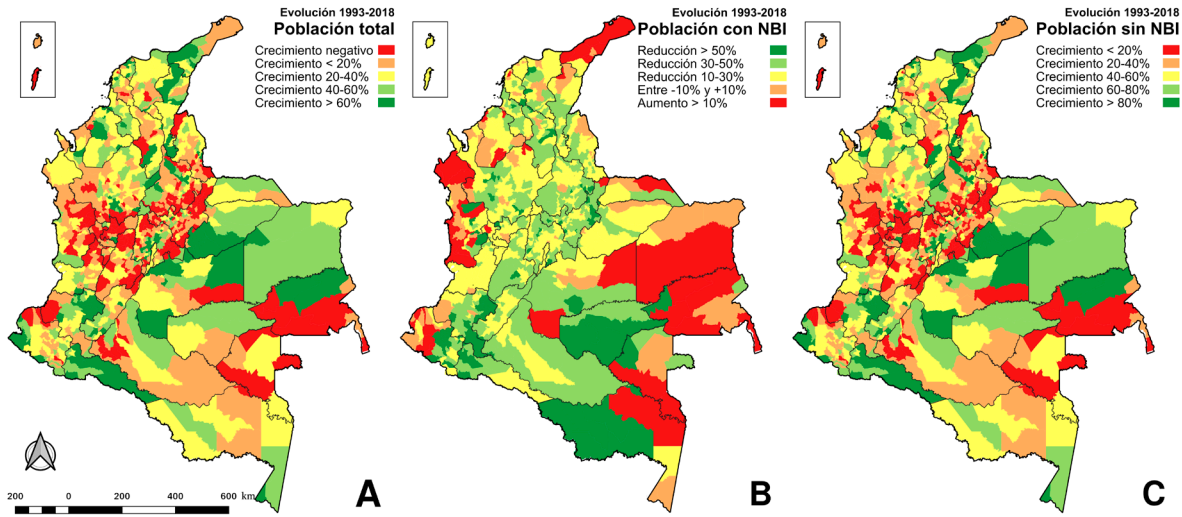 Evolución 1993-2018
Población total
Crecimiento negativo
Crecimiento < 20%
Crecimiento 20-40%
Crecimiento 40-60%
Crecimiento > 60%
A
Evolución 1993-2018
Población con NBI
Reducción > 50%
Reducción 30-50%
Reducción 10-30%
Entre -10% y +10%
Aumento > 10%
B
Evolución 1993-2018
Población sin NBI
Crecimiento < 20%
Crecimiento 20-40%
Crecimiento 40-60%
Crecimiento 60-80%
Crecimiento > 80%
C
200 0 200 400 600 km